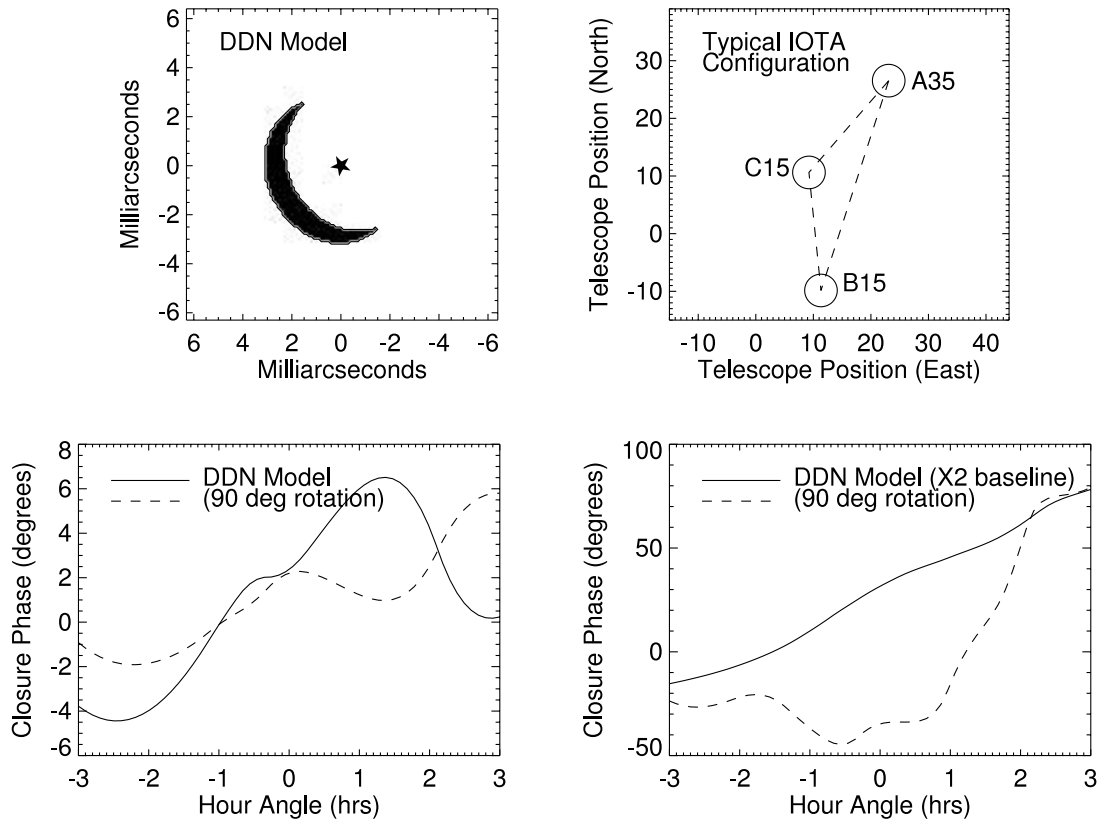 DDN Model
Milliarcseconds
6
4
2
0
-2
-4
-6
6 4 2 0 -2 -4 -6
Milliarcseconds
Typical IOTA
Configuration
A35
C15
B15
Telescope Position (North)
30
20
10
0
-10
-10 0 10 20 30 40
Telescope Position (East)
DDN Model
(90 deg rotation)
Closure Phase (degrees)
8
6
4
2
0
-2
-4
-6
-3 -2 -1 0 1 2 3
Hour Angle (hrs)
DDN Model (X2 baseline)
(90 deg rotation)
Closure Phase (degrees)
100
50
0
-50
-3 -2 -1 0 1 2 3
Hour Angle (hrs)